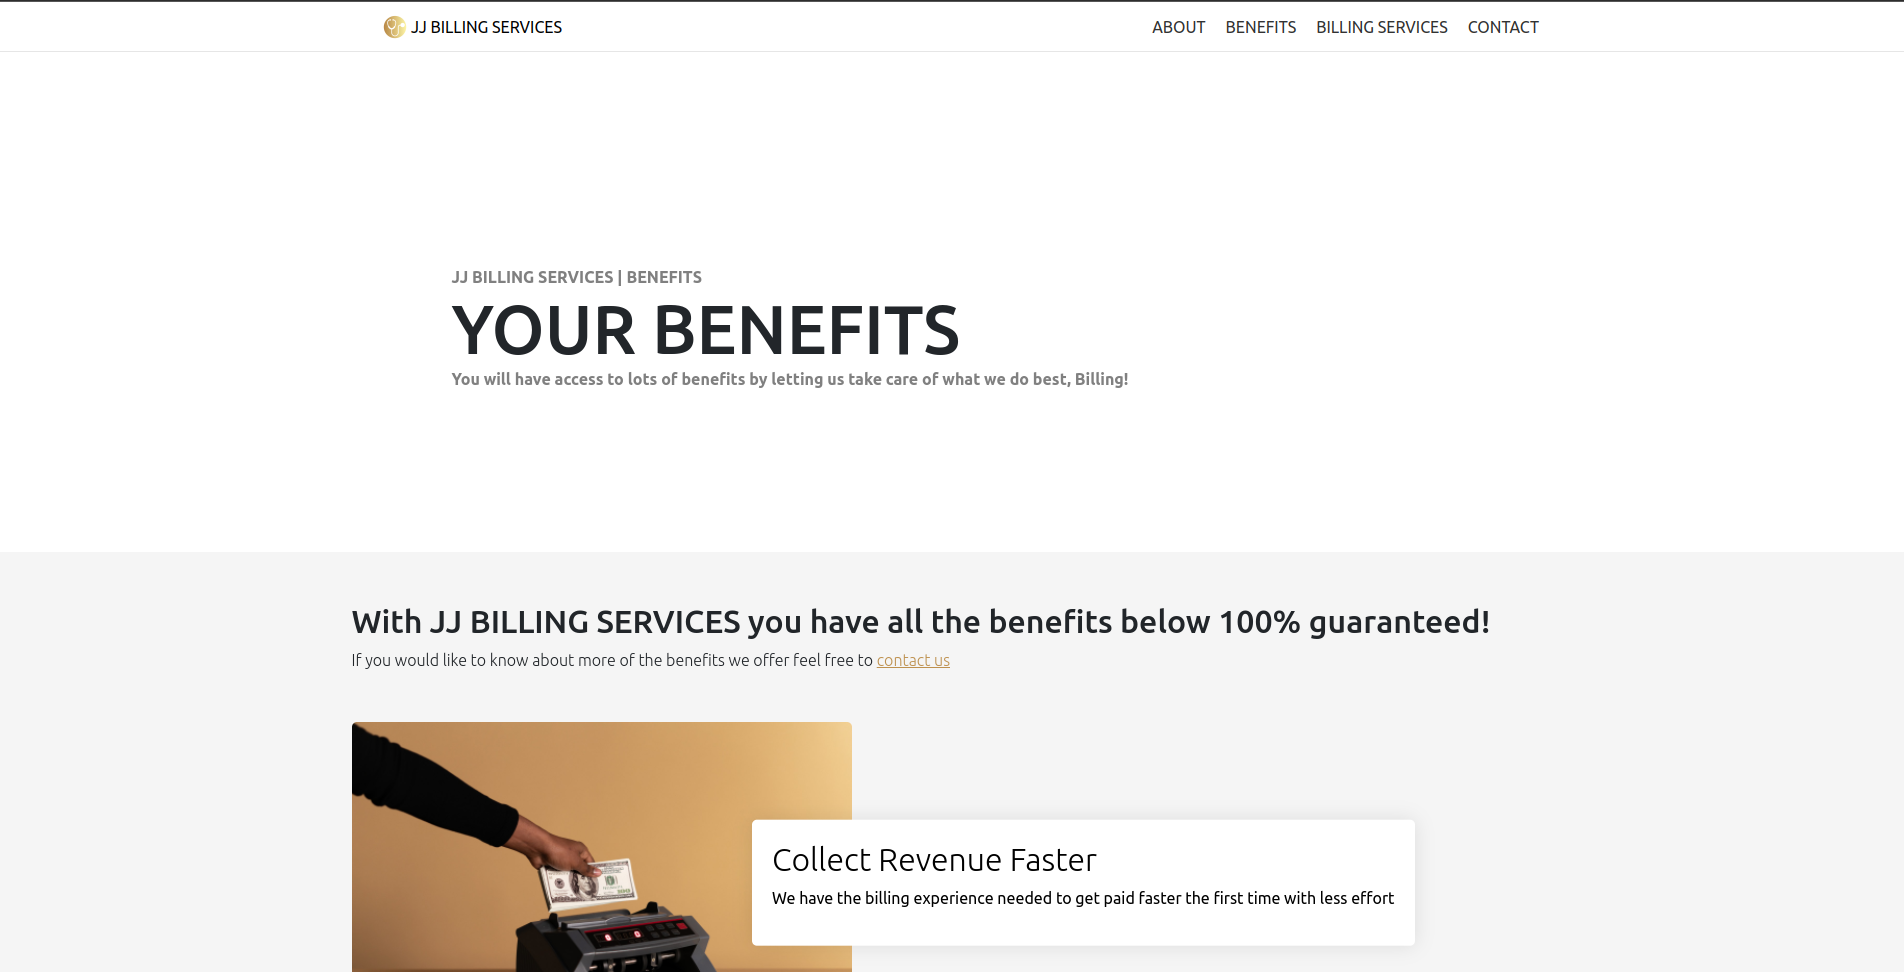 JJ BILLING SERVICES
ABOUT BENEFITS BILLING SERVICES CONTACT
JJ BILLING SERVICES | BENEFITS
YOUR BENEFITS
You will have access to lots of benefits by letting us take care of what we do best, Billing!
With JJ BILLING SERVICES you have all the benefits below 100% guaranteed!
If you would like to know about more of the benefits we offer feel free to contact us
Collect Revenue Faster
We have the billing experience needed to get paid faster the first time with less effort